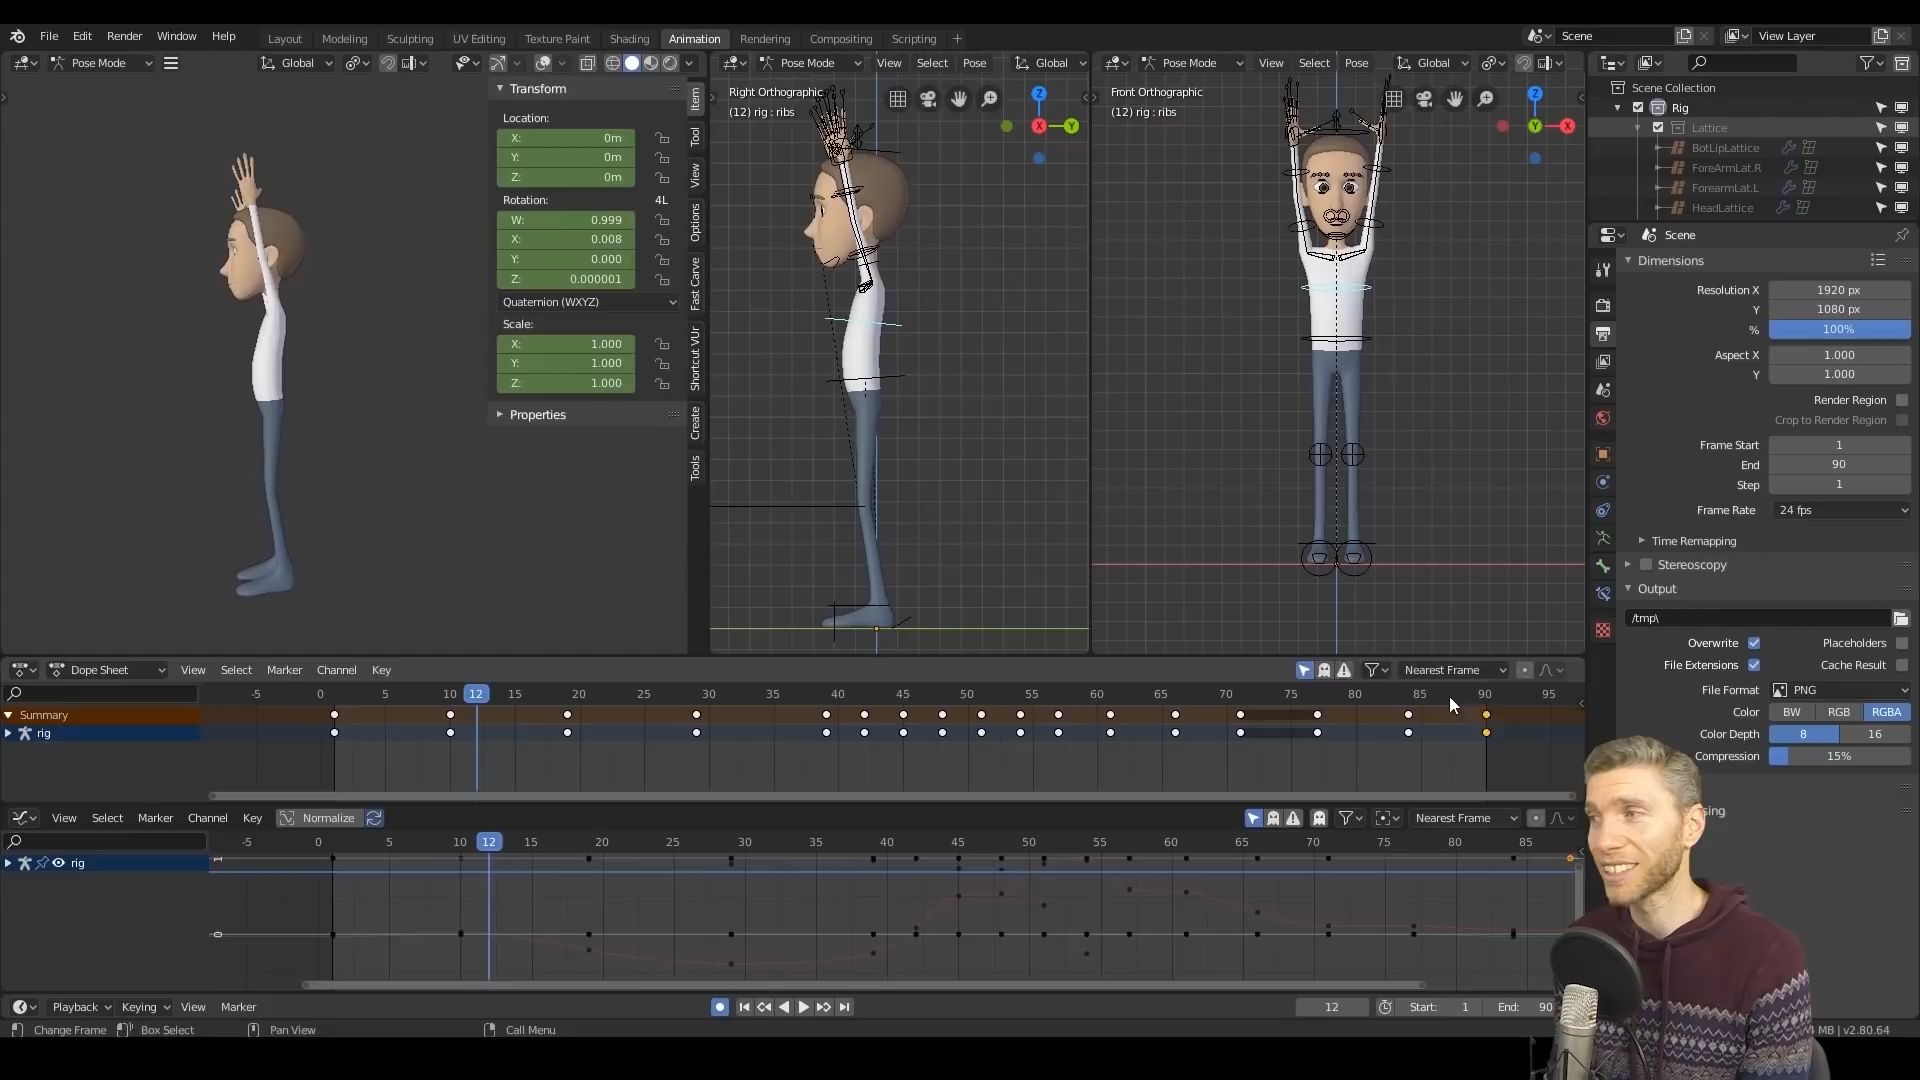 File Edit Render Window Help Layout Modeling Sculpting UV Editing Texture Paint Shading Animation Rendering Compositing Scripting + Scene View Layer
Pose Mode Global
Pose Mode View Select Pose Global
Pose Mode View Select Pose Global
Transform
Location:
X: 0m
Y: 0m
Z: 0m
Rotation: 4L
W: 0.999
X: 0.008
Y: 0.000
Z: 0.000001
Quaternion (WXYZ)
Scale:
X: 1.000
Y: 1.000
Z: 1.000
Properties
Item
Tool
View
Options
Fast Carve
Shortcut VUr
Create
Tools
Right Orthographic
(12) rig : ribs
Z
X
Y
Front Orthographic
(12) rig : ribs
Z
Y
X
Scene Collection
Rig
Lattice
BotLipLattice
ForeArmLat.R
ForearmLat.L
HeadLattice
Scene
Dimensions
Resolution X 1920 px
Y 1080 px
% 100%
Aspect X 1.000
Y 1.000
Render Region
Crop to Render Region
Frame Start 1
End 90
Step 1
Frame Rate 24 fps
Time Remapping
Stereoscopy
Output
/tmp\
Overwrite Placeholders
File Extensions Cache Result
File Format PNG
Color BW RGB RGBA
Color Depth 8 16
Compression 15%
sing
Dope Sheet View Select Marker Channel Key Nearest Frame
-5 0 5 10 12 15 20 25 30 35 40 45 50 55 60 65 70 75 80 85 90 95
Summary
rig
View Select Marker Channel Key Normalize Nearest Frame
-5 0 5 10 12 15 20 25 30 35 40 45 50 55 60 65 70 75 80 85
rig
1
0
Playback Keying View Marker 12 Start: 1 End: 90
Change Frame Box Select Pan View Call Menu MB | v2.80.64